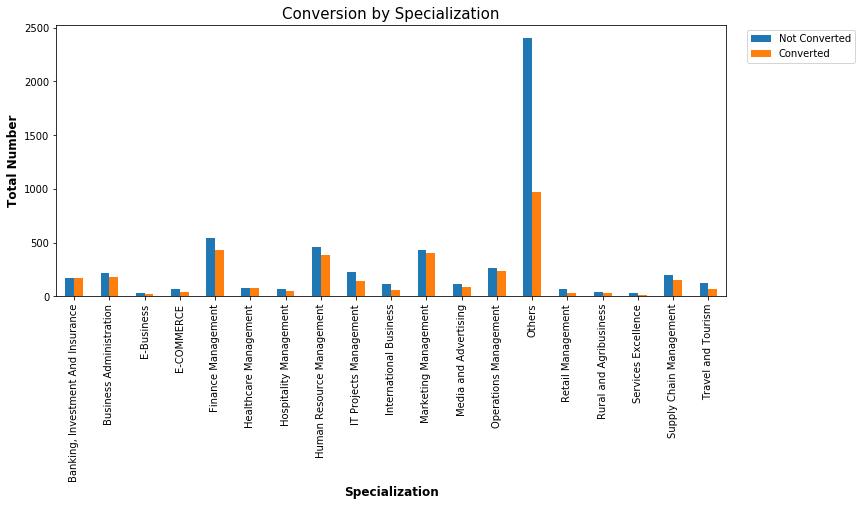 Conversion by Specialization
Not Converted
Converted
Total Number
2500
2000
1500
1000
500
0
Banking, Investment And Insurance
Business Administration
E-Business
E-COMMERCE
Finance Management
Healthcare Management
Hospitality Management
Human Resource Management
IT Projects Management
International Business
Marketing Management
Media and Advertising
Operations Management
Others
Retail Management
Rural and Agribusiness
Services Excellence
Supply Chain Management
Travel and Tourism
Specialization